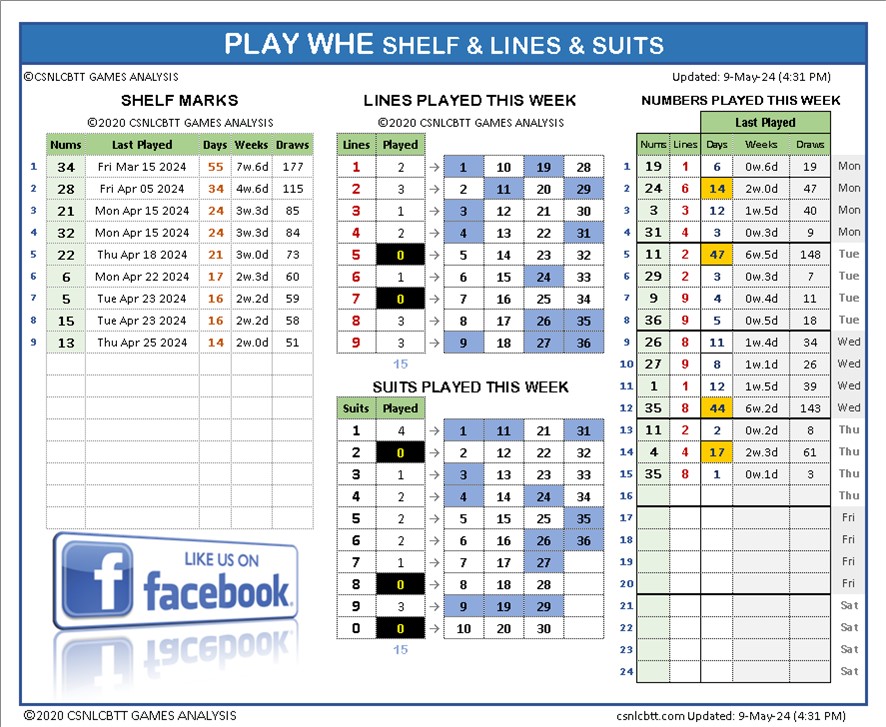 PLAY WHE SHELF & LINES & SUITS
©CSNLCBTT GAMES ANALYSIS
Updated: 9-May-24 (4:31 PM)
SHELF MARKS
©2020 CSNLCBTT GAMES ANALYSIS
Nums Last Played Days Weeks Draws
1 34 Fri Mar 15 2024 55 7w.6d 177
2 28 Fri Apr 05 2024 34 4w.6d 115
3 21 Mon Apr 15 2024 24 3w.3d 85
4 32 Mon Apr 15 2024 24 3w.3d 84
5 22 Thu Apr 18 2024 21 3w.0d 73
6 6 Mon Apr 22 2024 17 2w.3d 60
7 5 Tue Apr 23 2024 16 2w.2d 59
8 15 Tue Apr 23 2024 16 2w.2d 58
9 13 Thu Apr 25 2024 14 2w.0d 51
LIKE US ON
f facebook.
LINES PLAYED THIS WEEK
©2020 CSNLCBTT GAMES ANALYSIS
Lines Played
1 2 → 1 10 19 28
2 3 → 2 11 20 29
3 1 → 3 12 21 30
4 2 → 4 13 22 31
5 0 → 5 14 23 32
6 1 → 6 15 24 33
7 0 → 7 16 25 34
8 3 → 8 17 26 35
9 3 → 9 18 27 36
15
SUITS PLAYED THIS WEEK
Suits Played
1 4 → 1 11 21 31
2 0 → 2 12 22 32
3 1 → 3 13 23 33
4 2 → 4 14 24 34
5 2 → 5 15 25 35
6 2 → 6 16 26 36
7 1 → 7 17 27
8 0 → 8 18 28
9 3 → 9 19 29
0 0 → 10 20 30
15
NUMBERS PLAYED THIS WEEK
Last Played
Nums Lines Days Weeks Draws
1 19 1 6 0w.6d 19 Mon
2 24 6 14 2w.0d 47 Mon
3 3 3 12 1w.5d 40 Mon
4 31 4 3 0w.3d 9 Mon
5 11 2 47 6w.5d 148 Tue
6 29 2 3 0w.3d 7 Tue
7 9 9 4 0w.4d 11 Tue
8 36 9 5 0w.5d 18 Tue
9 26 8 11 1w.4d 34 Wed
10 27 9 8 1w.1d 26 Wed
11 1 1 12 1w.5d 39 Wed
12 35 8 44 6w.2d 143 Wed
13 11 2 2 0w.2d 8 Thu
14 4 4 17 2w.3d 61 Thu
15 35 8 1 0w.1d 3 Thu
16 Thu
17 Fri
18 Fri
19 Fri
20 Fri
21 Sat
22 Sat
23 Sat
24 Sat
©2020 CSNLCBTT GAMES ANALYSIS
csnlcbtt.com Updated: 9-May-24 (4:31 PM)